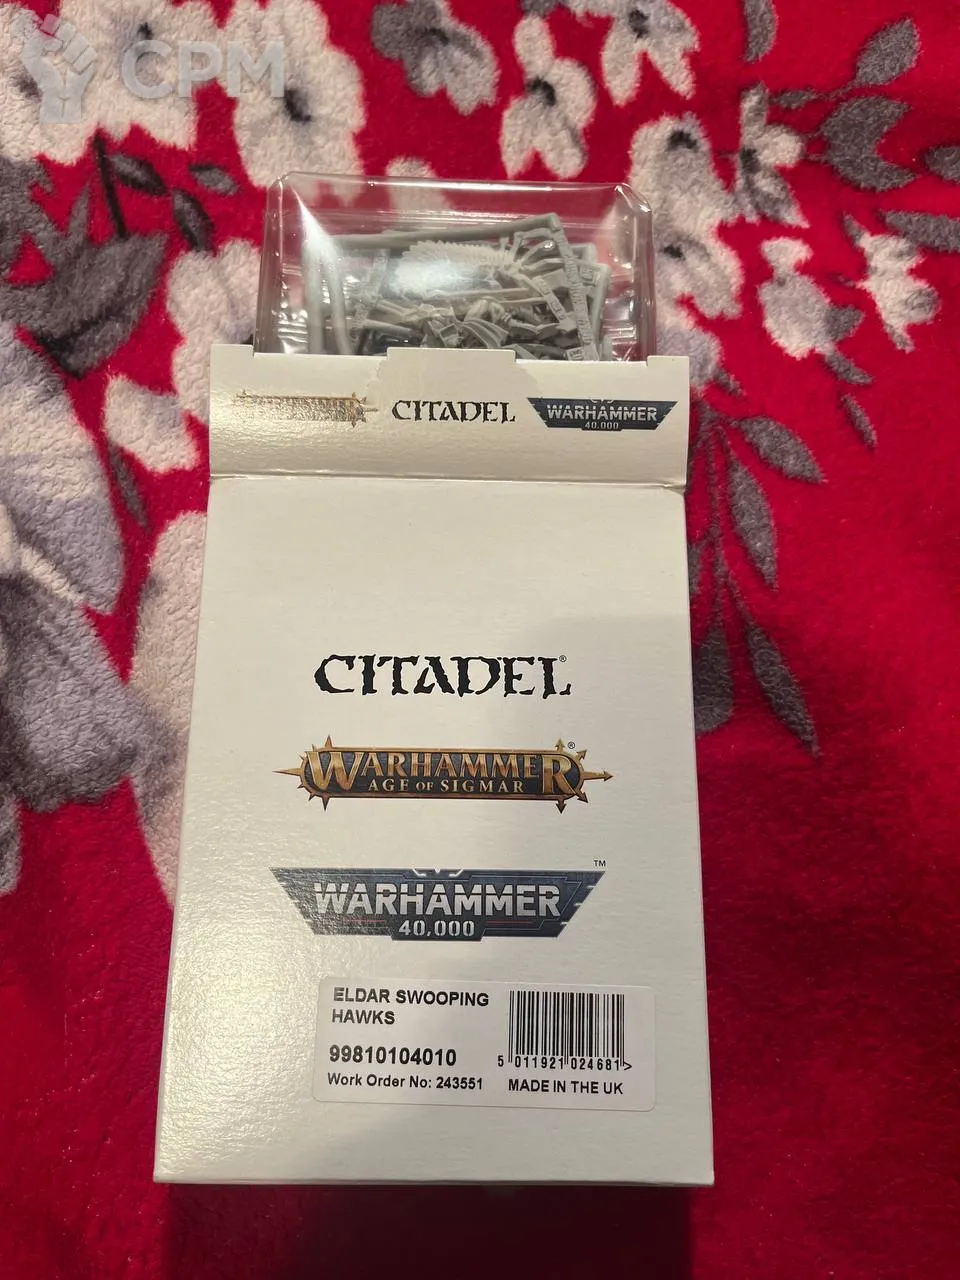 CPM
CITADEL
WARHAMMER
40,000
CITADEL®
WARHAMMER®
AGE OF SIGMAR
WARHAMMER™
40,000
ELDAR SWOOPING
HAWKS
99810104010
Work Order No: 243551
5 011921 024681>
MADE IN THE UK